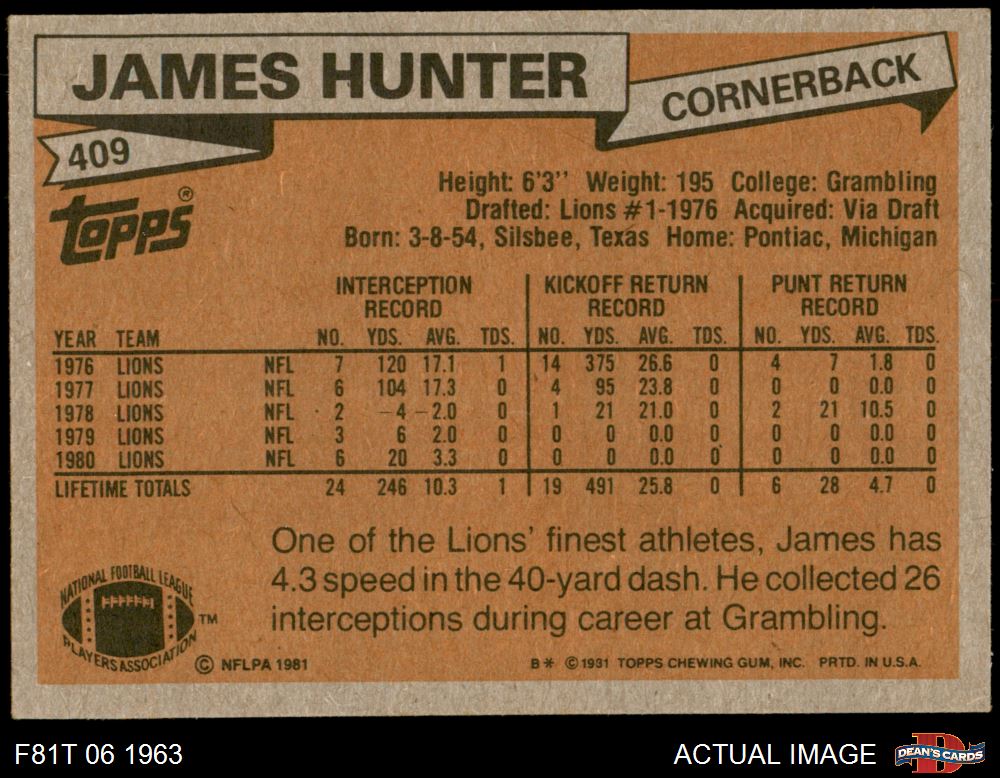 JAMES HUNTER
CORNERBACK
409
Topps®
Height: 6'3'' Weight: 195 College: Grambling
Drafted: Lions #1-1976 Acquired: Via Draft
Born: 3-8-54, Silsbee, Texas Home: Pontiac, Michigan
INTERCEPTION RECORD KICKOFF RETURN RECORD PUNT RETURN RECORD
YEAR TEAM NO. YDS. AVG. TDS. NO. YDS. AVG. TDS. NO. YDS. AVG. TDS.
1976 LIONS NFL 7 120 17.1 1 14 375 26.6 0 4 7 1.8 0
1977 LIONS NFL 6 104 17.3 0 4 95 23.8 0 0 0 0.0 0
1978 LIONS NFL 2 -4 -2.0 0 1 21 21.0 0 2 21 10.5 0
1979 LIONS NFL 3 6 2.0 0 0 0 0.0 0 0 0 0.0 0
1980 LIONS NFL 6 20 3.3 0 0 0 0.0 0 0 0 0.0 0
LIFETIME TOTALS 24 246 10.3 1 19 491 25.8 0 6 28 4.7 0
One of the Lions' finest athletes, James has
4.3 speed in the 40-yard dash. He collected 26
interceptions during career at Grambling.
NATIONAL FOOTBALL LEAGUE
PLAYERS ASSOCIATION ™
© NFLPA 1981
B* © 1981 TOPPS CHEWING GUM, INC. PRTD. IN U.S.A.
F81T 06 1963
ACTUAL IMAGE
D
DEAN'S CARDS